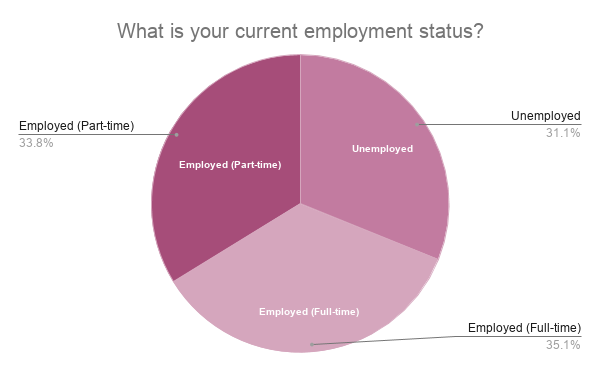 What is your current employment status?
Unemployed
31.1%
Employed (Part-time)
33.8%
Unemployed
Employed (Part-time)
Employed (Full-time)
Employed (Full-time)
35.1%